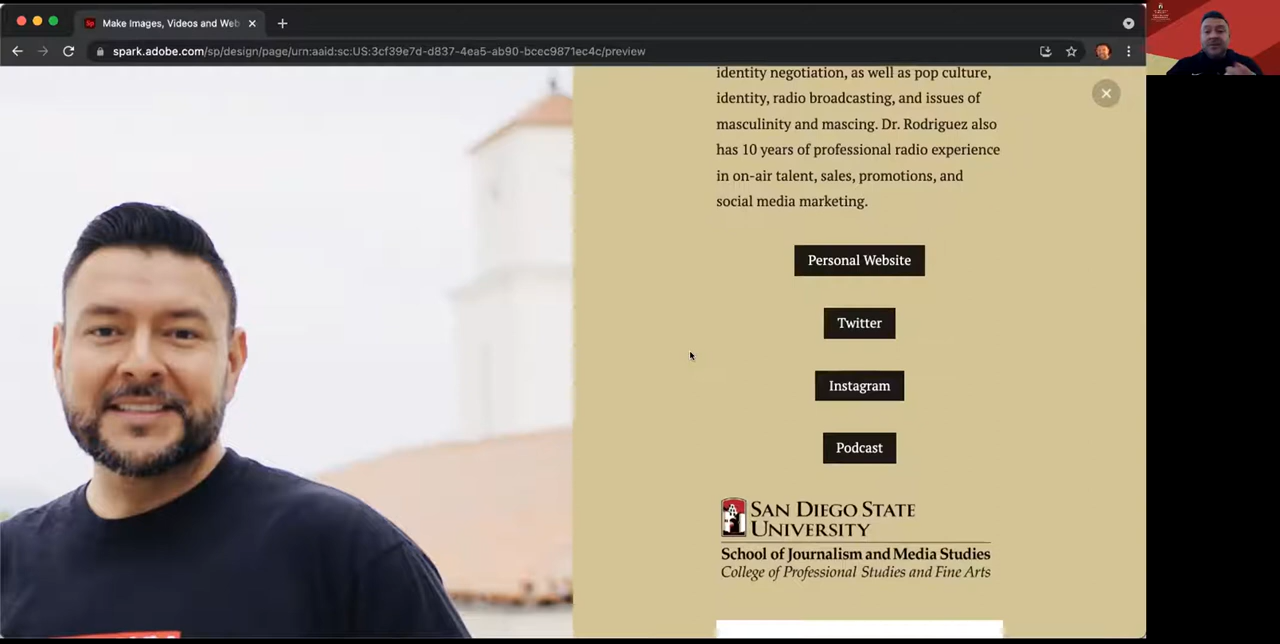 Make Images, Videos and Web
spark.adobe.com/sp/design/page/urn:aaid:sc:US:3cf39e7d-d837-4ea5-ab90-bcec9871ec4c/preview
identity negotiation, as well as pop culture,
identity, radio broadcasting, and issues of
masculinity and mascing. Dr. Rodriguez also
has 10 years of professional radio experience
in on-air talent, sales, promotions, and
social media marketing.
Personal Website
Twitter
Instagram
Podcast
SAN DIEGO STATE
UNIVERSITY
School of Journalism and Media Studies
College of Professional Studies and Fine Arts